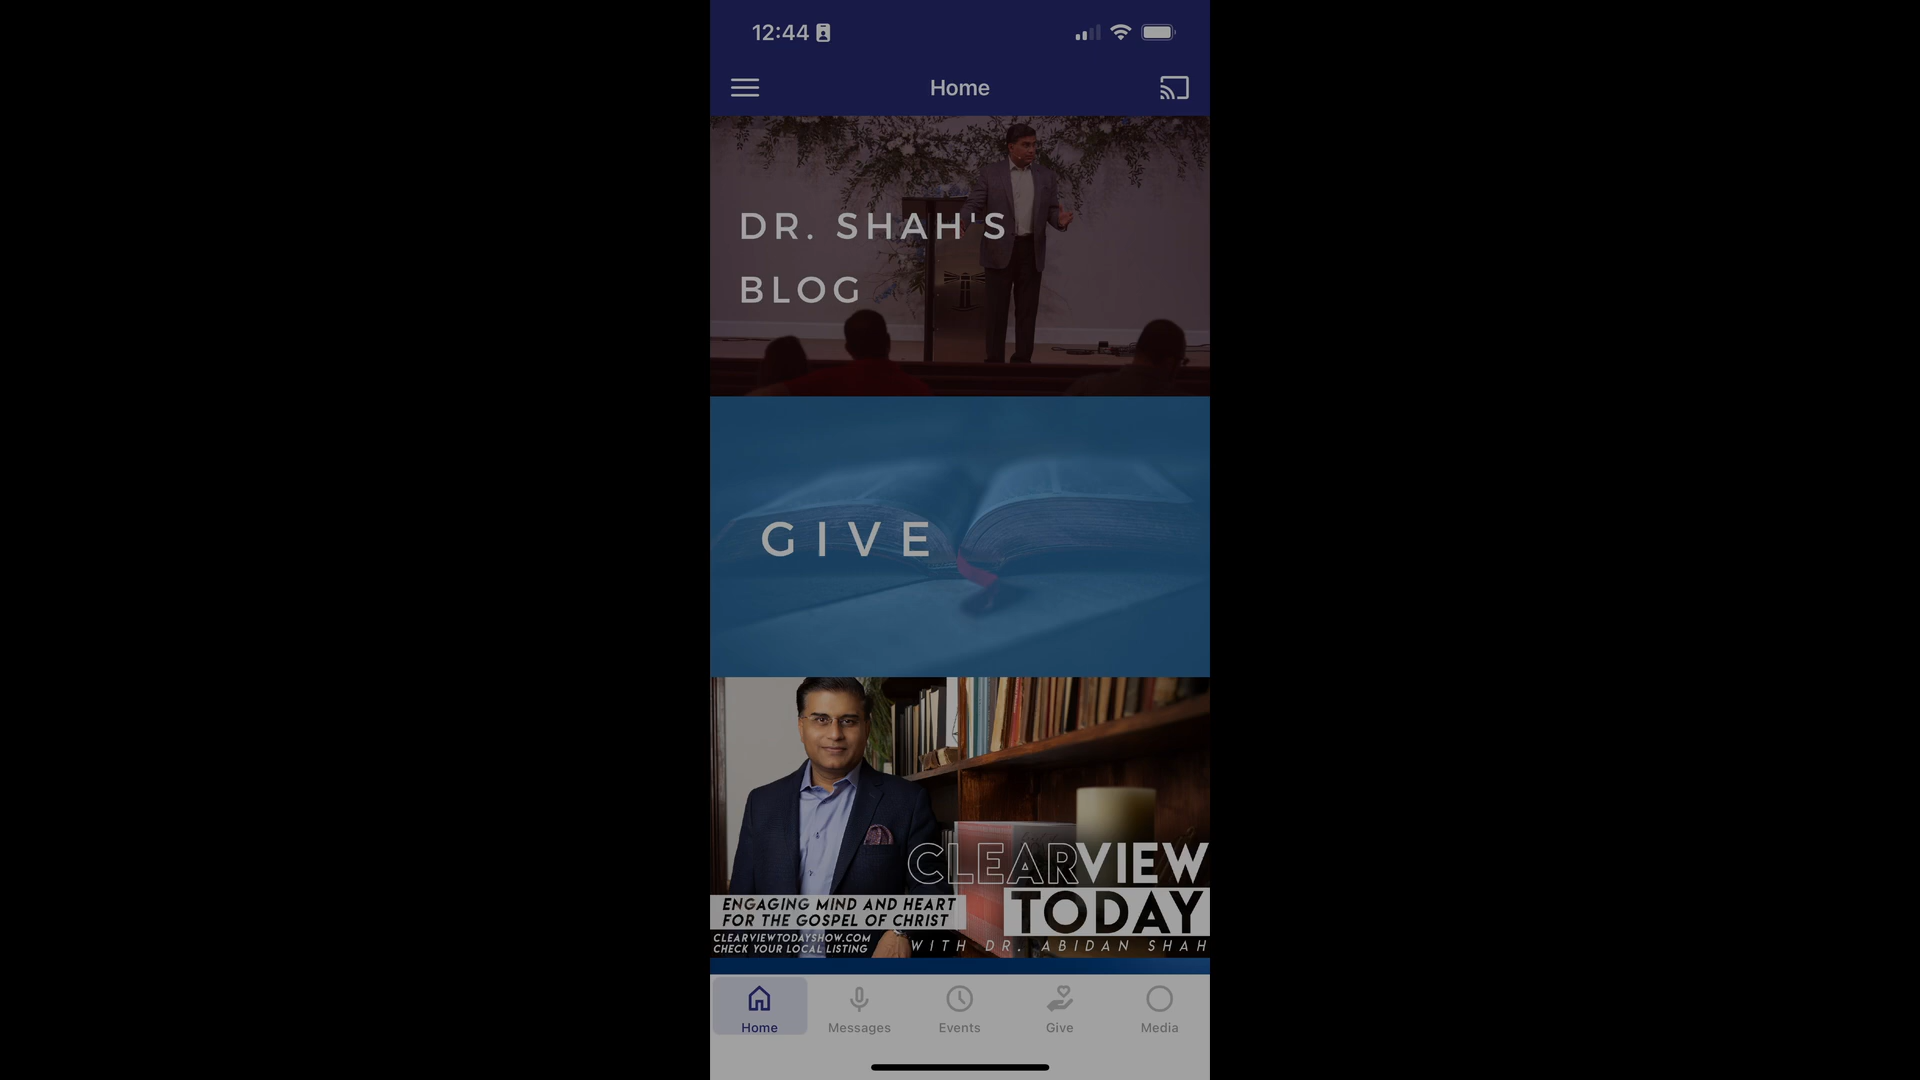 12:44
Home
DR. SHAH'S
BLOG
GIVE
ENGAGING MIND AND HEART
FOR THE GOSPEL OF CHRIST
CLEARVIEWTODAYSHOW.COM
CHECK YOUR LOCAL LISTING
CLEARVIEW
TODAY
WITH DR. ABIDAN SHAH
Home Messages Events Give Media